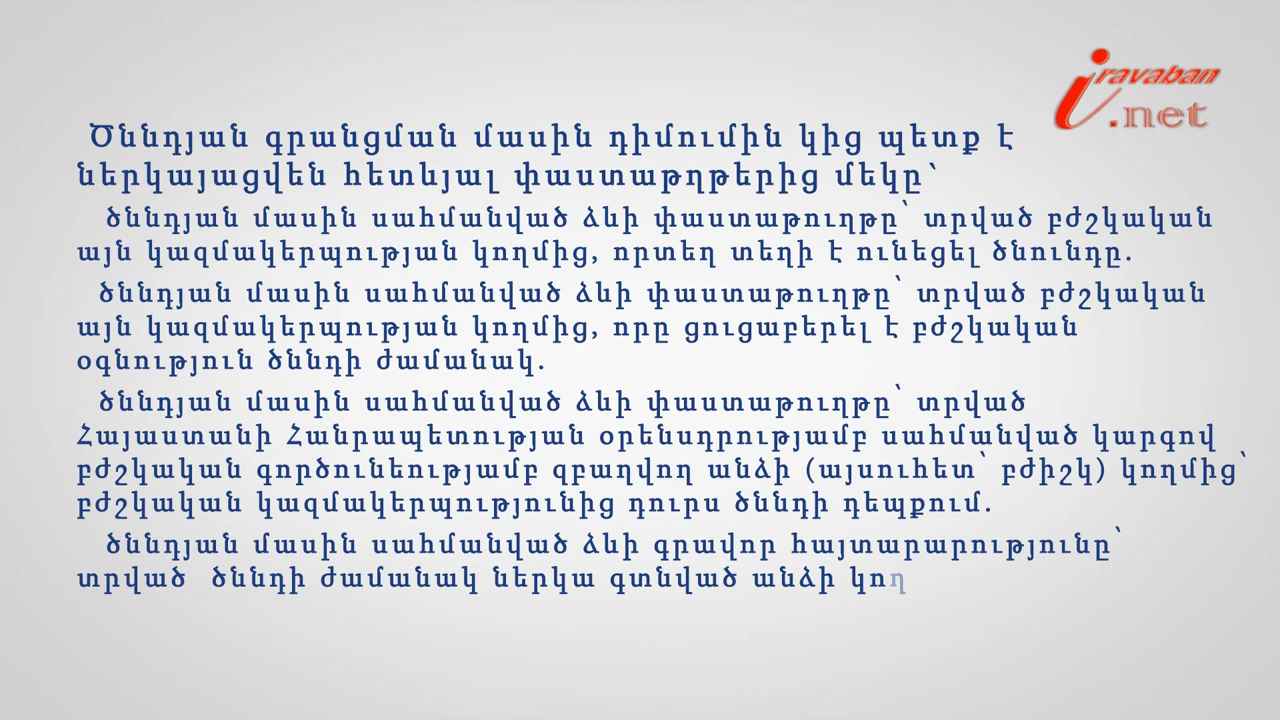 iravaban
.net
Ծննդյան գրանցման մասին դիմումին կից պետք է
ներկայացվեն հետևյալ փաստաթղթերից մեկը՝
ծննդյան մասին սահմանված ձևի փաստաթուղթը՝ տրված բժշկական
այն կազմակերպության կողմից, որտեղ տեղի է ունեցել ծնունդը.
ծննդյան մասին սահմանված ձևի փաստաթուղթը՝ տրված բժշկական
այն կազմակերպության կողմից, որը ցուցաբերել է բժշկական
օգնություն ծննդի ժամանակ.
ծննդյան մասին սահմանված ձևի փաստաթուղթը՝ տրված
Հայաստանի Հանրապետության օրենսդրությամբ սահմանված կարգով
բժշկական գործունեությամբ զբաղվող անձի (այսուհետ՝ բժիշկ) կողմից՝
բժշկական կազմակերպությունից դուրս ծննդի դեպքում.
ծննդյան մասին սահմանված ձևի գրավոր հայտարարությունը՝
տրված ծննդի ժամանակ ներկա գտնված անձի կող